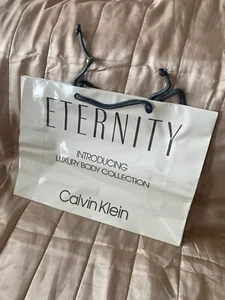 ETERNITY
INTRODUCING
LUXURY BODY COLLECTION
Calvin Klein